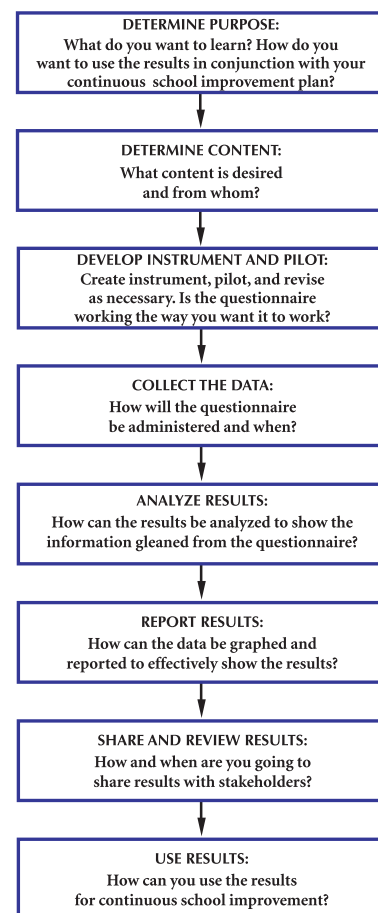 DETERMINE PURPOSE:
What do you want to learn? How do you
want to use the results in conjunction with your
continuous school improvement plan?
DETERMINE CONTENT:
What content is desired
and from whom?
DEVELOP INSTRUMENT AND PILOT:
Create instrument, pilot, and revise
as necessary. Is the questionnaire
working the way you want it to work?
COLLECT THE DATA:
How will the questionnaire
be administered and when?
ANALYZE RESULTS:
How can the results be analyzed to show the
information gleaned from the questionnaire?
REPORT RESULTS:
How can the data be graphed and
reported to effectively show the results?
SHARE AND REVIEW RESULTS:
How and when are you going to
share results with stakeholders?
USE RESULTS:
How can you use the results
for continuous school improvement?